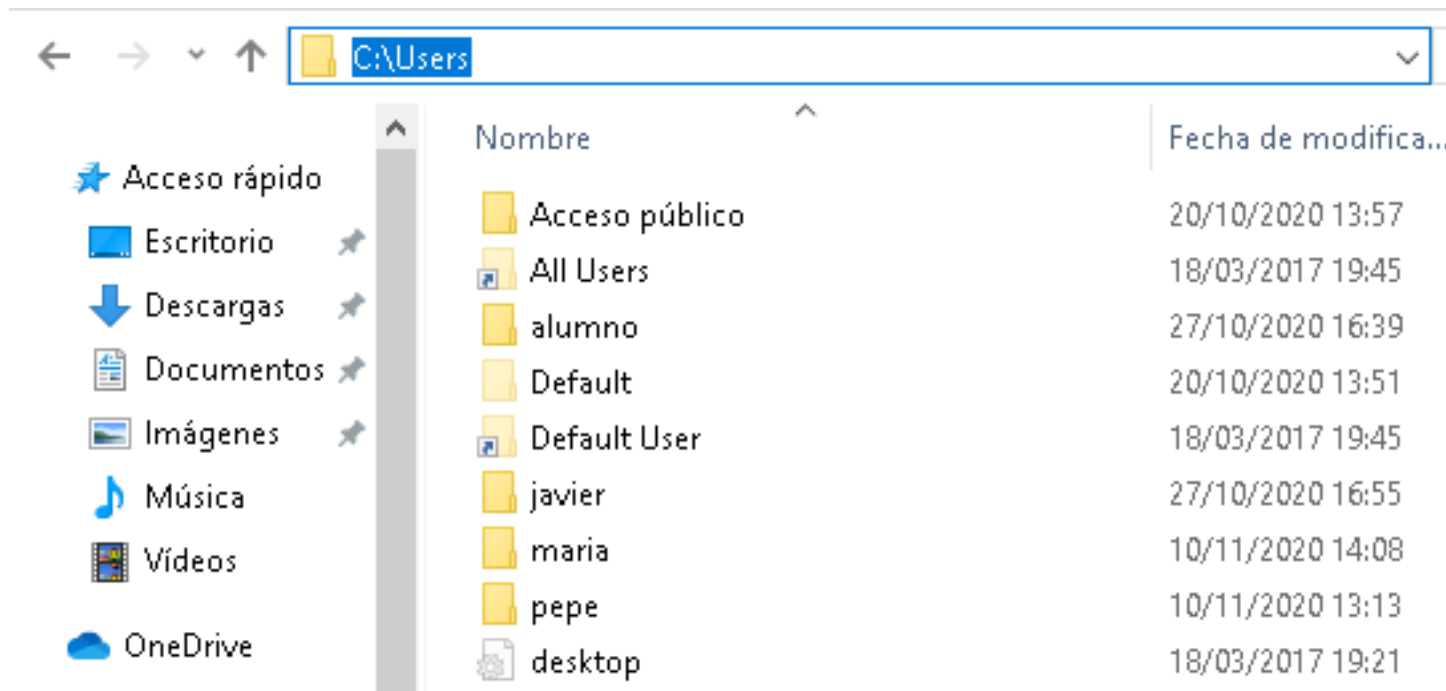 C:\Users
Nombre
Fecha de modifica...
Acceso rápido
Escritorio
Descargas
Documentos
Imágenes
Música
Vídeos
OneDrive
Acceso público 20/10/2020 13:57
All Users 18/03/2017 19:45
alumno 27/10/2020 16:39
Default 20/10/2020 13:51
Default User 18/03/2017 19:45
javier 27/10/2020 16:55
maria 10/11/2020 14:08
pepe 10/11/2020 13:13
desktop 18/03/2017 19:21